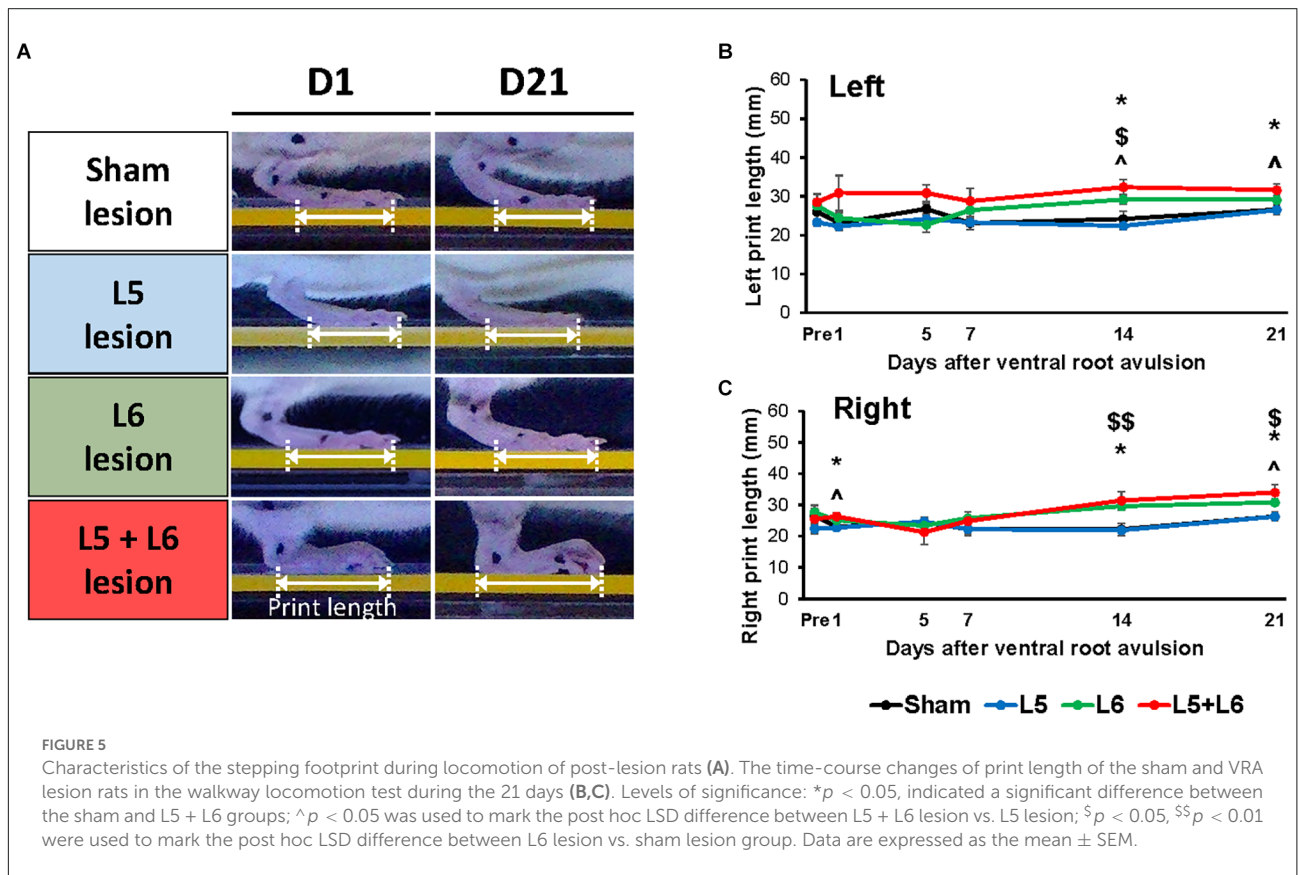 A
D1 D21
Sham
lesion
L5
lesion
L6
lesion
L5 + L6
lesion
Print length
B
Left
Left print length (mm)
60
50
40
30
20
10
0
*
$
^
*
^
Pre 1 5 7 14 21
Days after ventral root avulsion
C
Right
Right print length (mm)
60
50
40
30
20
10
0
*
^
$$
*
$
*
^
Pre 1 5 7 14 21
Days after ventral root avulsion
Sham L5 L6 L5+L6
FIGURE 5
Characteristics of the stepping footprint during locomotion of post-lesion rats (A). The time-course changes of print length of the sham and VRA
lesion rats in the walkway locomotion test during the 21 days (B,C). Levels of significance: *p < 0.05, indicated a significant difference between
the sham and L5 + L6 groups; ^p < 0.05 was used to mark the post hoc LSD difference between L5 + L6 lesion vs. L5 lesion; $p < 0.05, $$p < 0.01
were used to mark the post hoc LSD difference between L6 lesion vs. sham lesion group. Data are expressed as the mean ± SEM.